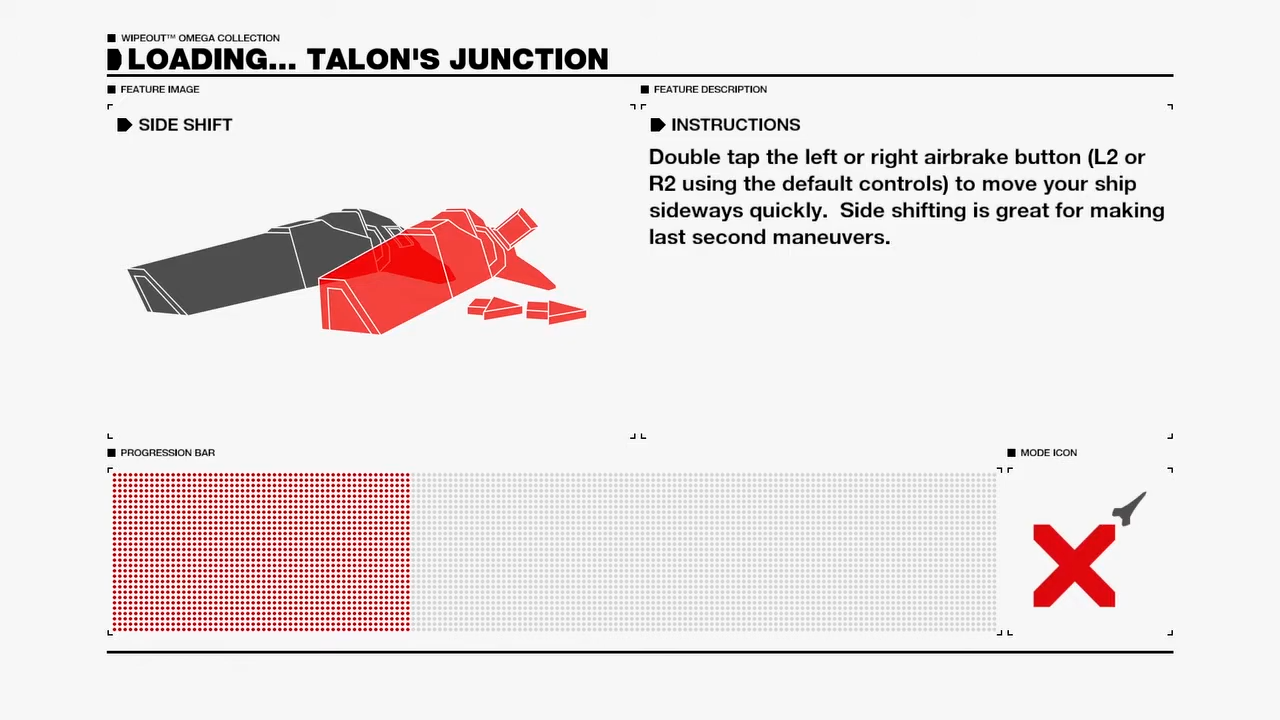 WIPEOUT™ OMEGA COLLECTION
LOADING... TALON'S JUNCTION
FEATURE IMAGE
SIDE SHIFT
FEATURE DESCRIPTION
INSTRUCTIONS
Double tap the left or right airbrake button (L2 or
R2 using the default controls) to move your ship
sideways quickly.  Side shifting is great for making
last second maneuvers.
PROGRESSION BAR
MODE ICON